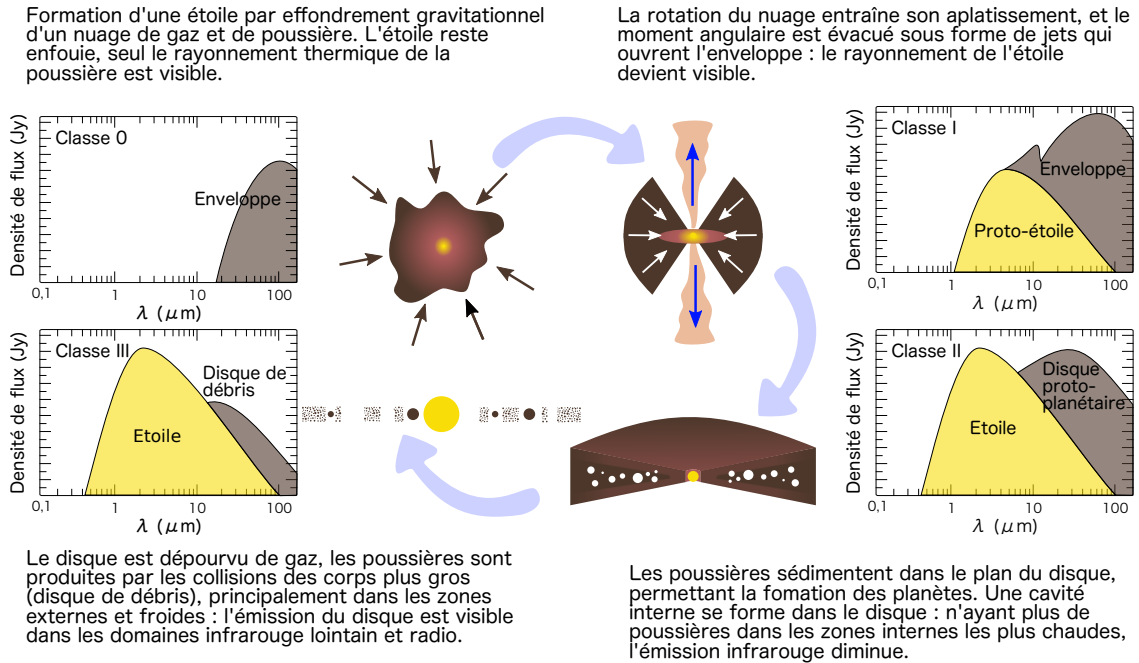 Formation d'une étoile par effondrement gravitationnel
d'un nuage de gaz et de poussière. L'étoile reste
enfouie, seul le rayonnement thermique de la
poussière est visible.
La rotation du nuage entraîne son aplatissement, et le
moment angulaire est évacué sous forme de jets qui
ouvrent l'enveloppe : le rayonnement de l'étoile
devient visible.
Densité de flux (Jy)
Classe 0
Enveloppe
0,1 1 10 100
λ (μm)
Densité de flux (Jy)
Classe I
Enveloppe
Proto-étoile
0,1 1 10 100
λ (μm)
Densité de flux (Jy)
Classe III
Disque de
débris
Etoile
0,1 1 10 100
λ (μm)
Densité de flux (Jy)
Classe II
Disque
proto-
planétaire
Etoile
0,1 1 10 100
λ (μm)
Le disque est dépourvu de gaz, les poussières sont
produites par les collisions des corps plus gros
(disque de débris), principalement dans les zones
externes et froides : l'émission du disque est visible
dans les domaines infrarouge lointain et radio.
Les poussières sédimentent dans le plan du disque,
permettant la fomation des planètes. Une cavité
interne se forme dans le disque : n'ayant plus de
poussières dans les zones internes les plus chaudes,
l'émission infrarouge diminue.